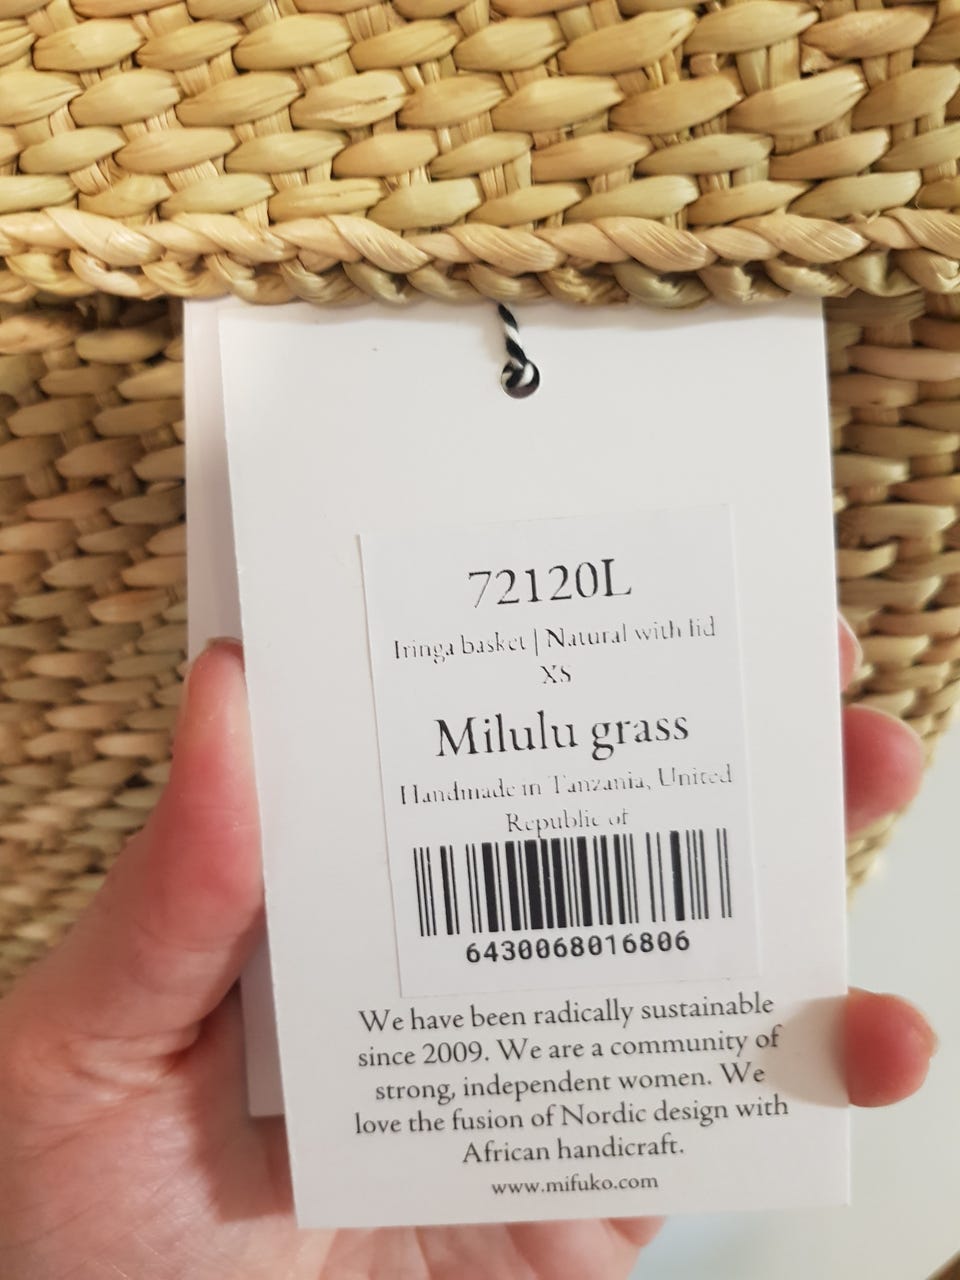 72120L
Iringa basket | Natural with lid
XS
Milulu grass
Handmade in Tanzania, United
Republic of
6430068016806
We have been radically sustainable
since 2009. We are a community of
strong, independent women. We
love the fusion of Nordic design with
African handicraft.
www.mifuko.com